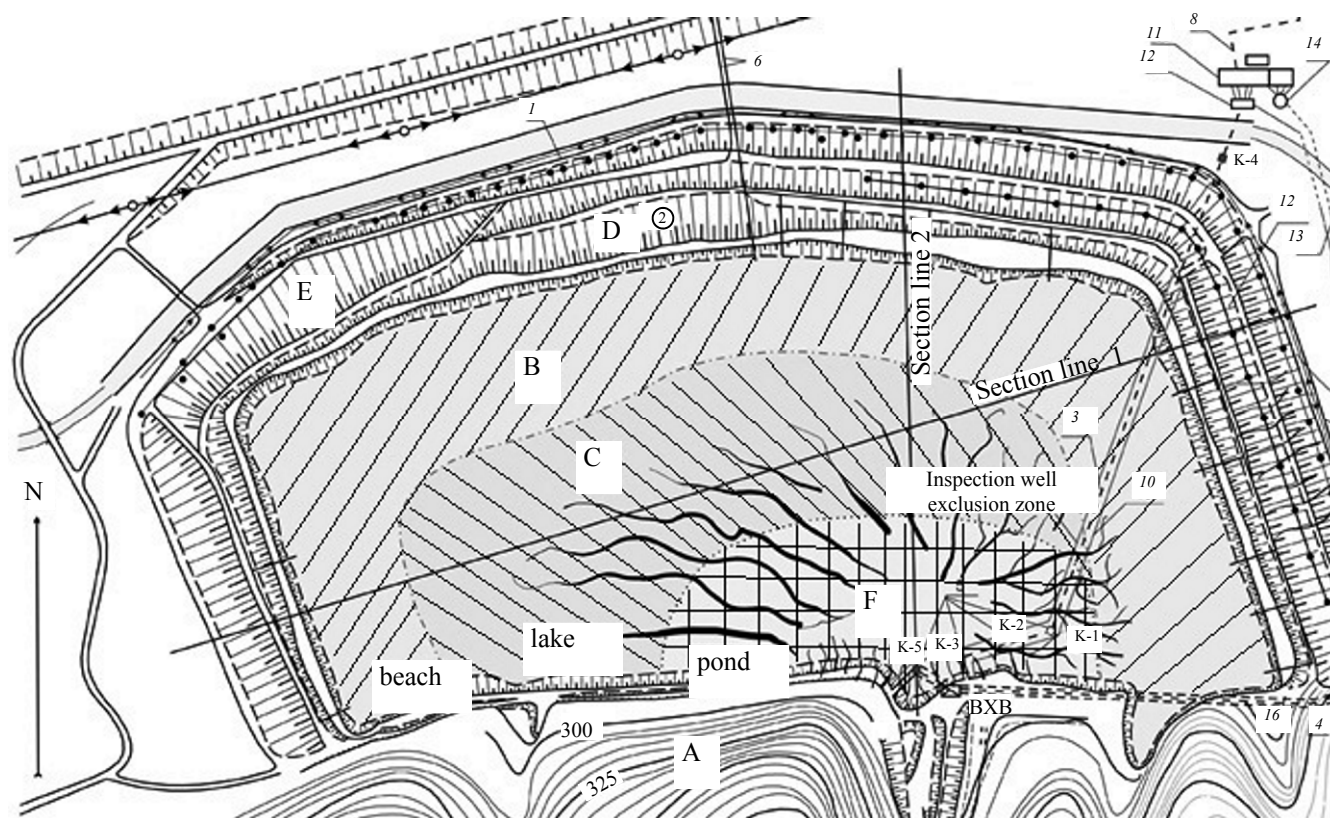 8
11
14
12
6
1
K-4
12
13
D
2
E
Section line 2
B
Section line 1
3
C
Inspection well
exclusion zone
10
N
F
K-2
K-1
K-5
K-3
lake
pond
beach
BXB
16
4
300
A
325